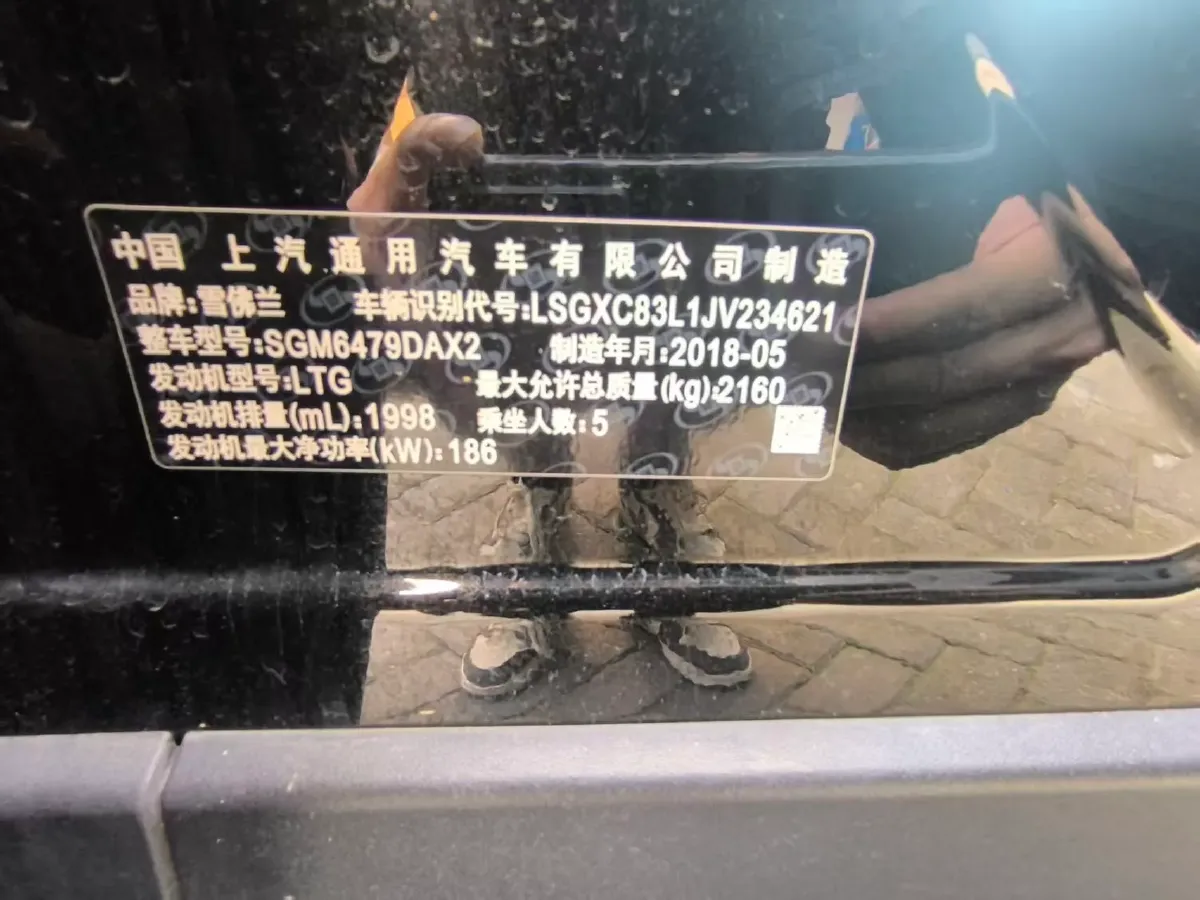 中国 上汽通用汽车有限公司制造
品牌:雪佛兰 车辆识别代号:LSGXC83L1JV234621
整车型号:SGM6479DAX2 制造年月:2018-05
发动机型号:LTG 最大允许总质量(kg):2160
发动机排量(mL):1998 乘坐人数:5
发动机最大净功率(kW):186